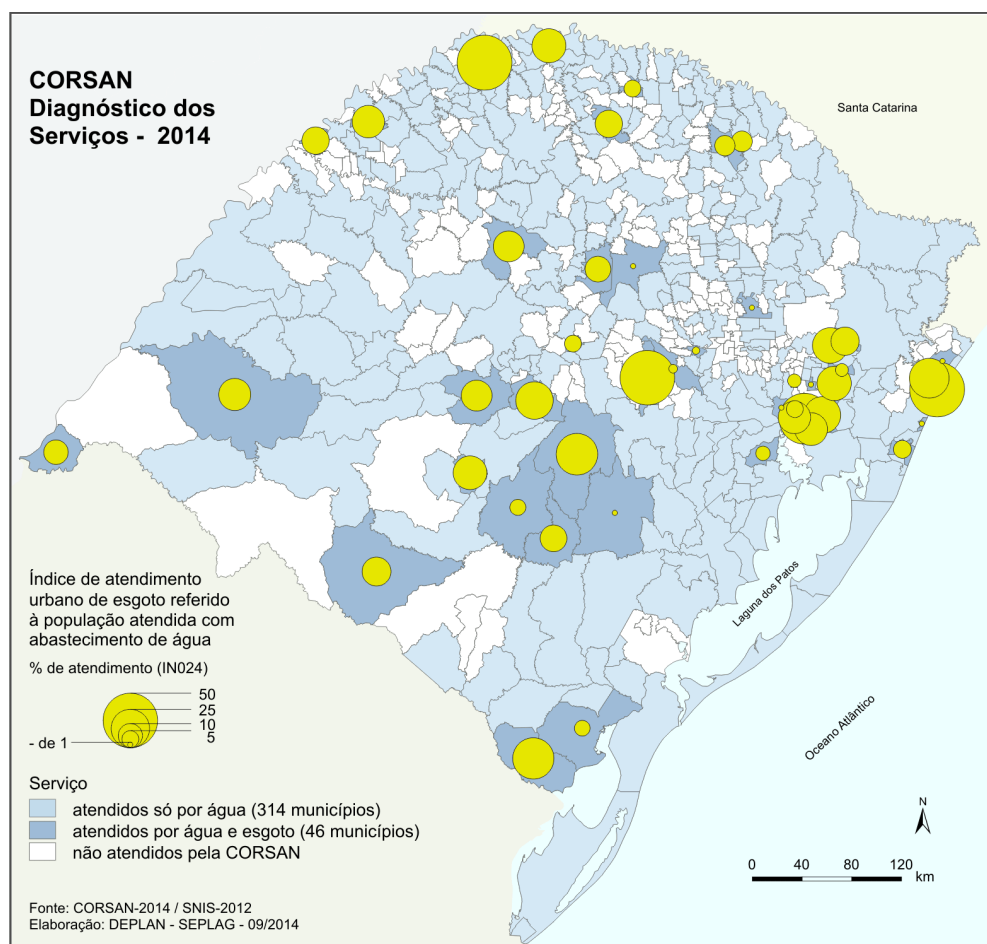 CORSAN
Diagnóstico dos
Serviços - 2014
Santa Catarina
Laguna dos Patos
Oceano Atlântico
Índice de atendimento
urbano de esgoto referido
à população atendida com
abastecimento de água
% de atendimento (IN024)
50
25
10
5
- de 1
Serviço
atendidos só por água (314 municípios)
atendidos por água e esgoto (46 municípios)
não atendidos pela CORSAN
N
0 40 80 120
km
Fonte: CORSAN-2014 / SNIS-2012
Elaboração: DEPLAN - SEPLAG - 09/2014